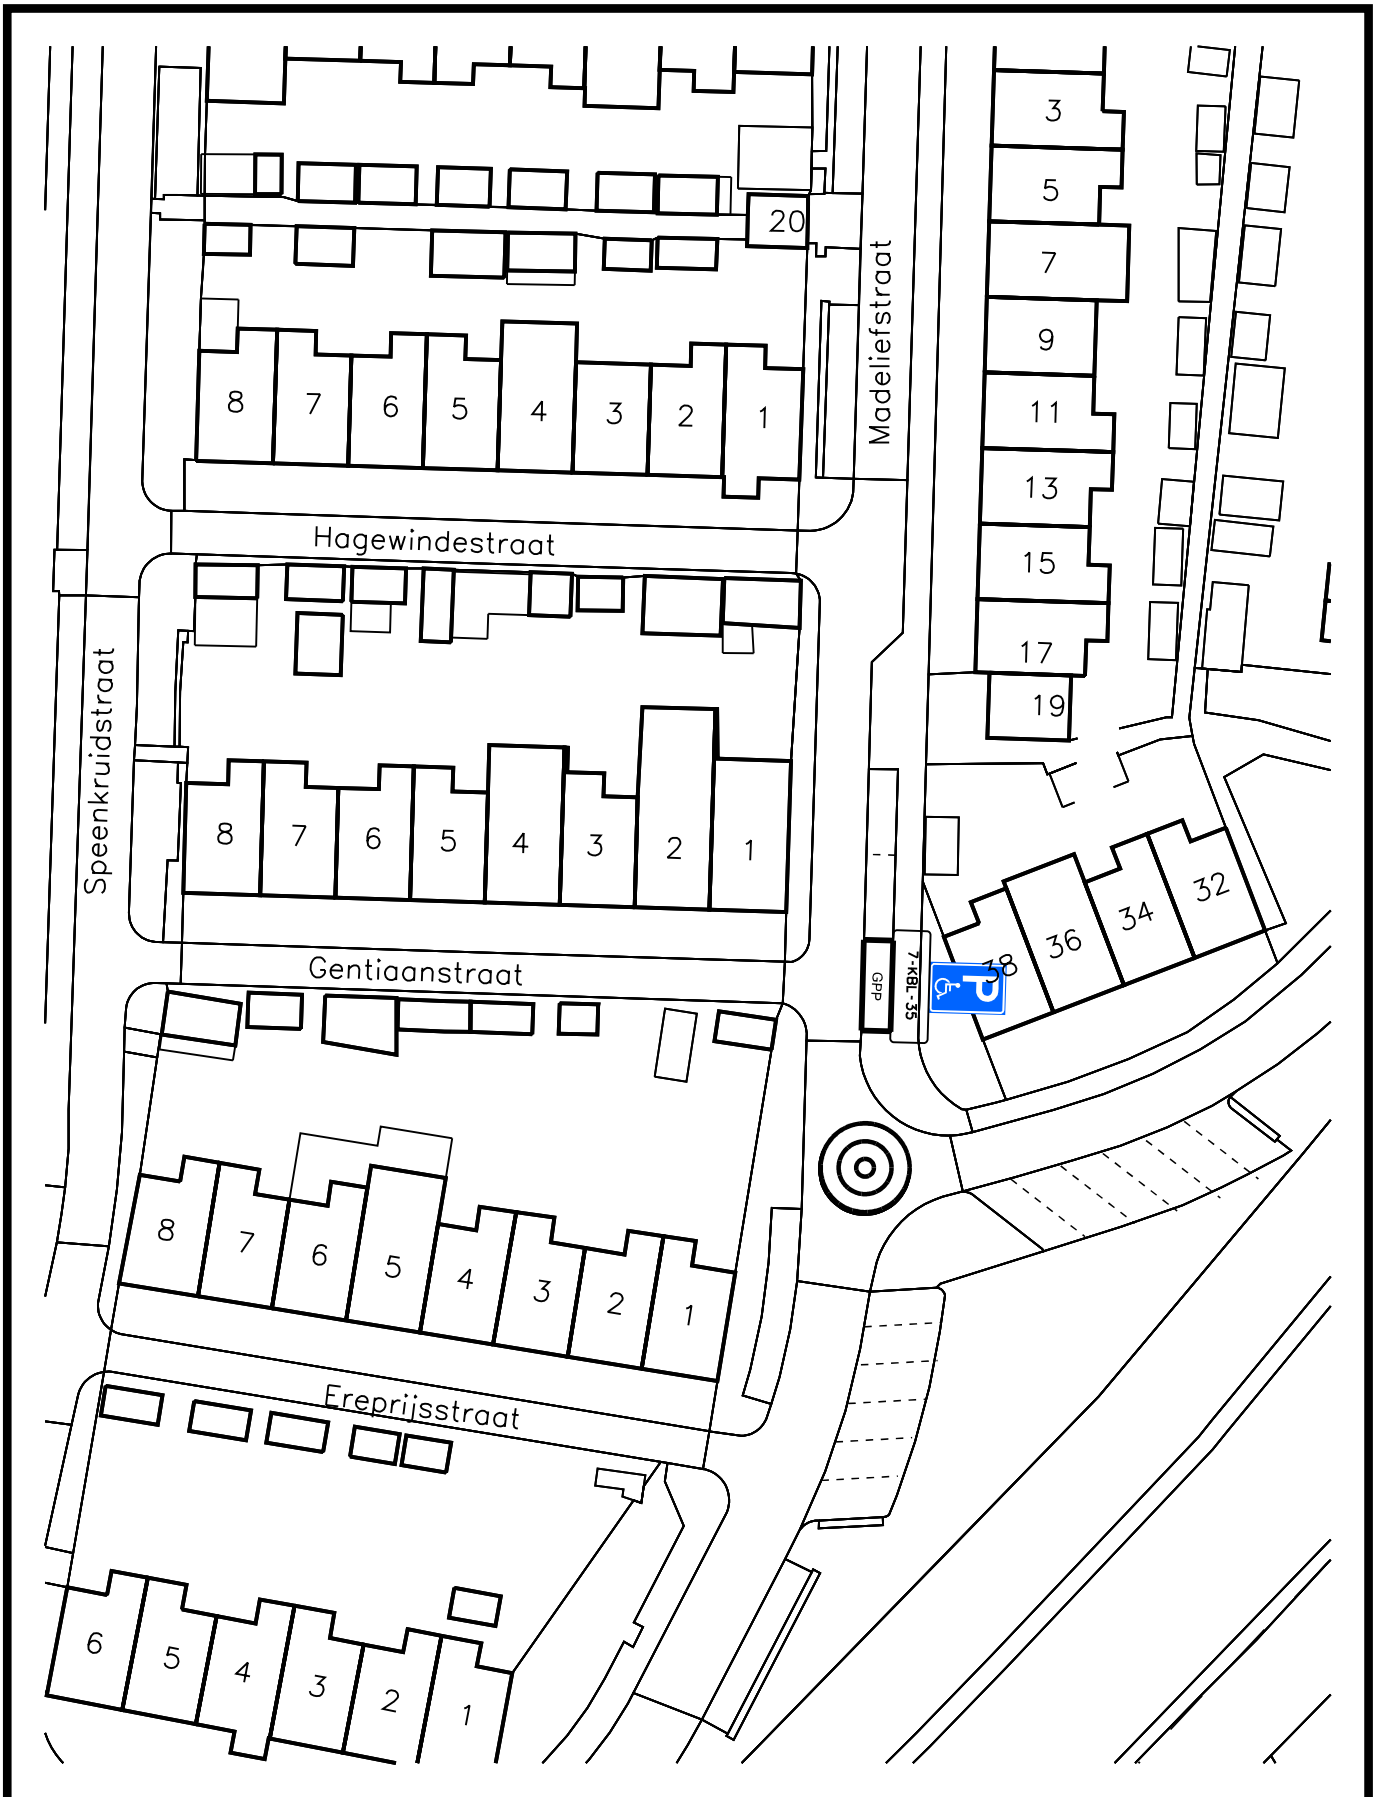 3
5
20
Madeliefstraat
7
9
8 7 6 5 4 3 2 1
11
13
Hagewindestraat
15
17
19
Speenkruidstraat
8 7 6 5 4 3 2 1
32
34
36
38
Gentiaanstraat
GPP
7-KBL-35
P
8 7 6 5 4 3 2 1
Ereprijsstraat
6 5 4 3 2 1